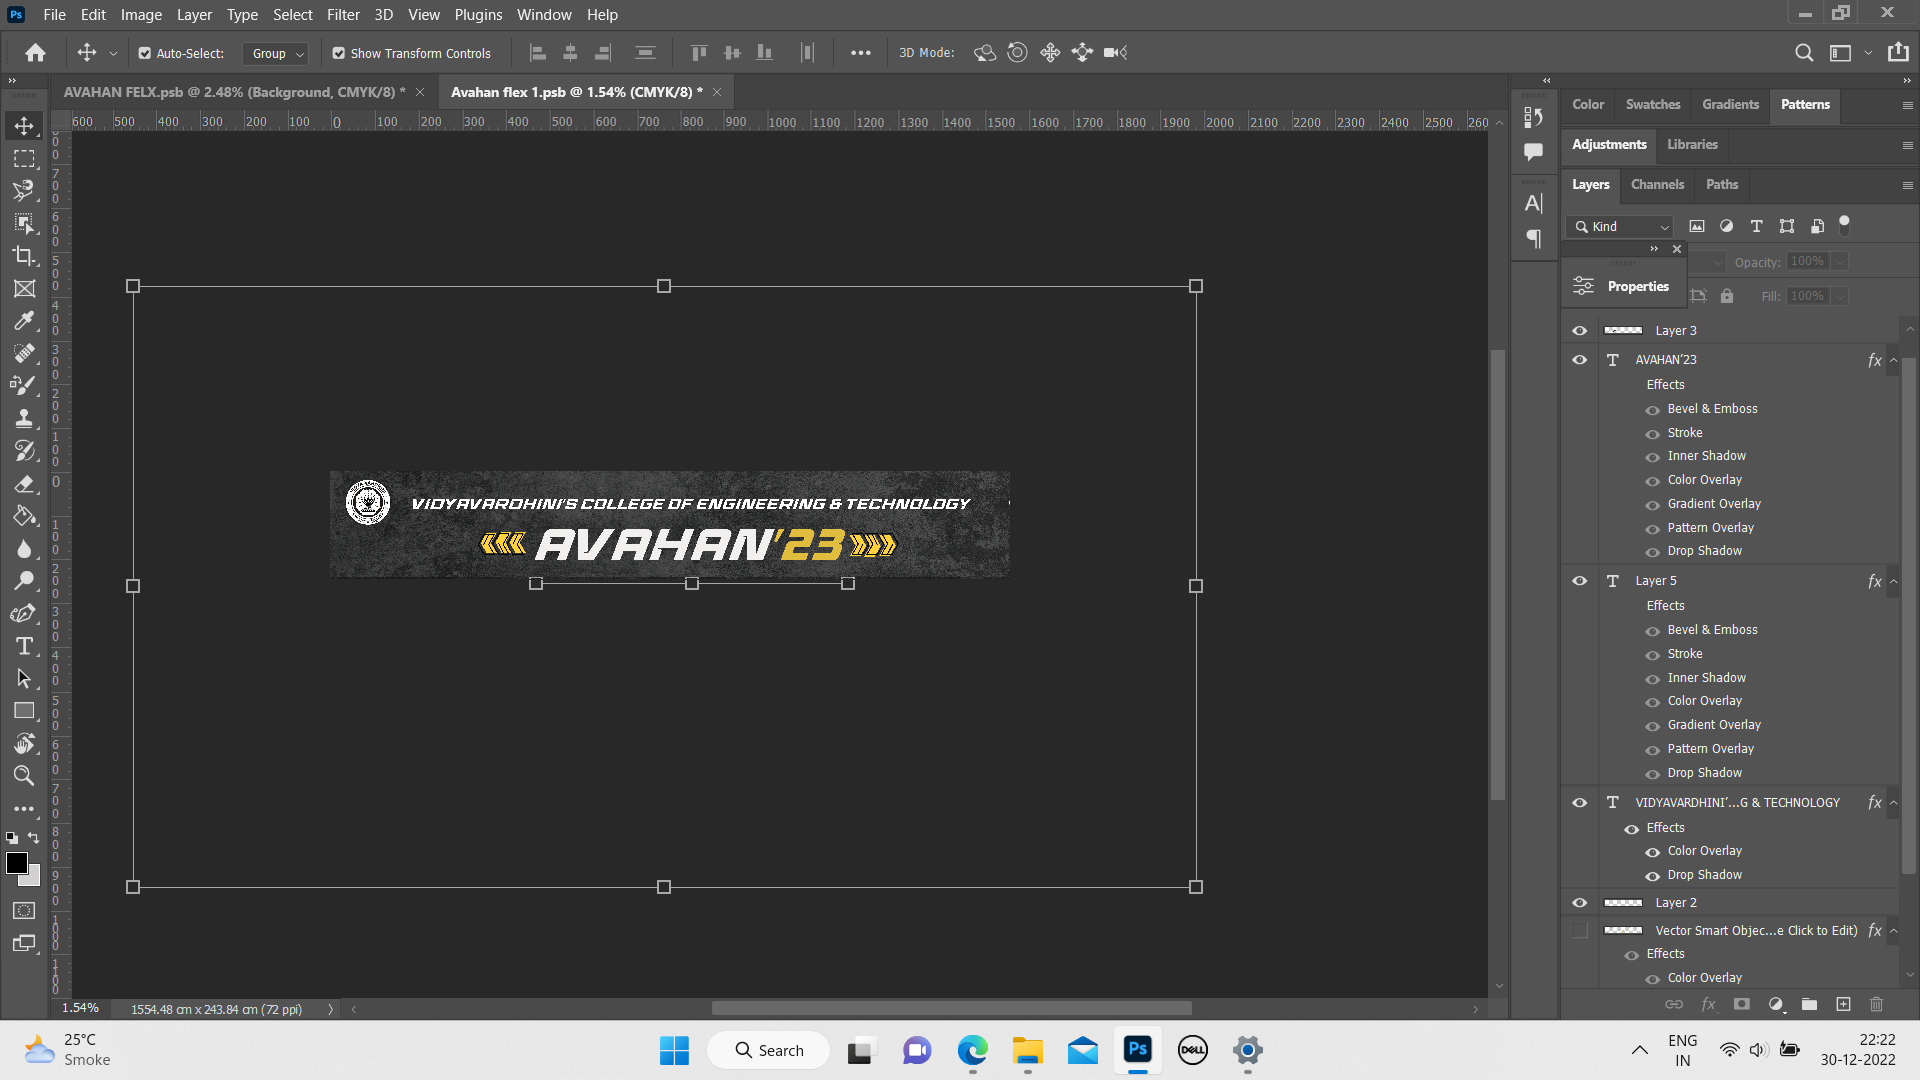 Ps File Edit Image Layer Type Select Filter 3D View Plugins Window Help
Auto-Select: Group Show Transform Controls 3D Mode:
AVAHAN FELX.psb @ 2.48% (Background, CMYK/8) * × Avahan flex 1.psb @ 1.54% (CMYK/8) * ×
600 500 400 300 200 100 0 100 200 300 400 500 600 700 800 900 1000 1100 1200 1300 1400 1500 1600 1700 1800 1900 2000 2100 2200 2300 2400 2500 260
Color Swatches Gradients Patterns
Adjustments Libraries
Layers Channels Paths
Kind
Opacity: 100%
Properties
Fill: 100%
Layer 3
AVAHAN'23 fx
Effects
Bevel & Emboss
Stroke
Inner Shadow
Color Overlay
Gradient Overlay
Pattern Overlay
Drop Shadow
Layer 5 fx
Effects
Bevel & Emboss
Stroke
Inner Shadow
Color Overlay
Gradient Overlay
Pattern Overlay
Drop Shadow
VIDYAVARDHINI'...G & TECHNOLOGY fx
Effects
Color Overlay
Drop Shadow
Layer 2
Vector Smart Objec...e Click to Edit) fx
Effects
Color Overlay
VIDYAVARDHINI'S COLLEGE OF ENGINEERING & TECHNOLOGY
AVAHAN'23
1.54% 1554.48 cm x 243.84 cm (72 ppi)
25°C
Smoke
Search
Ps
DELL
ENG
IN
22:22
30-12-2022